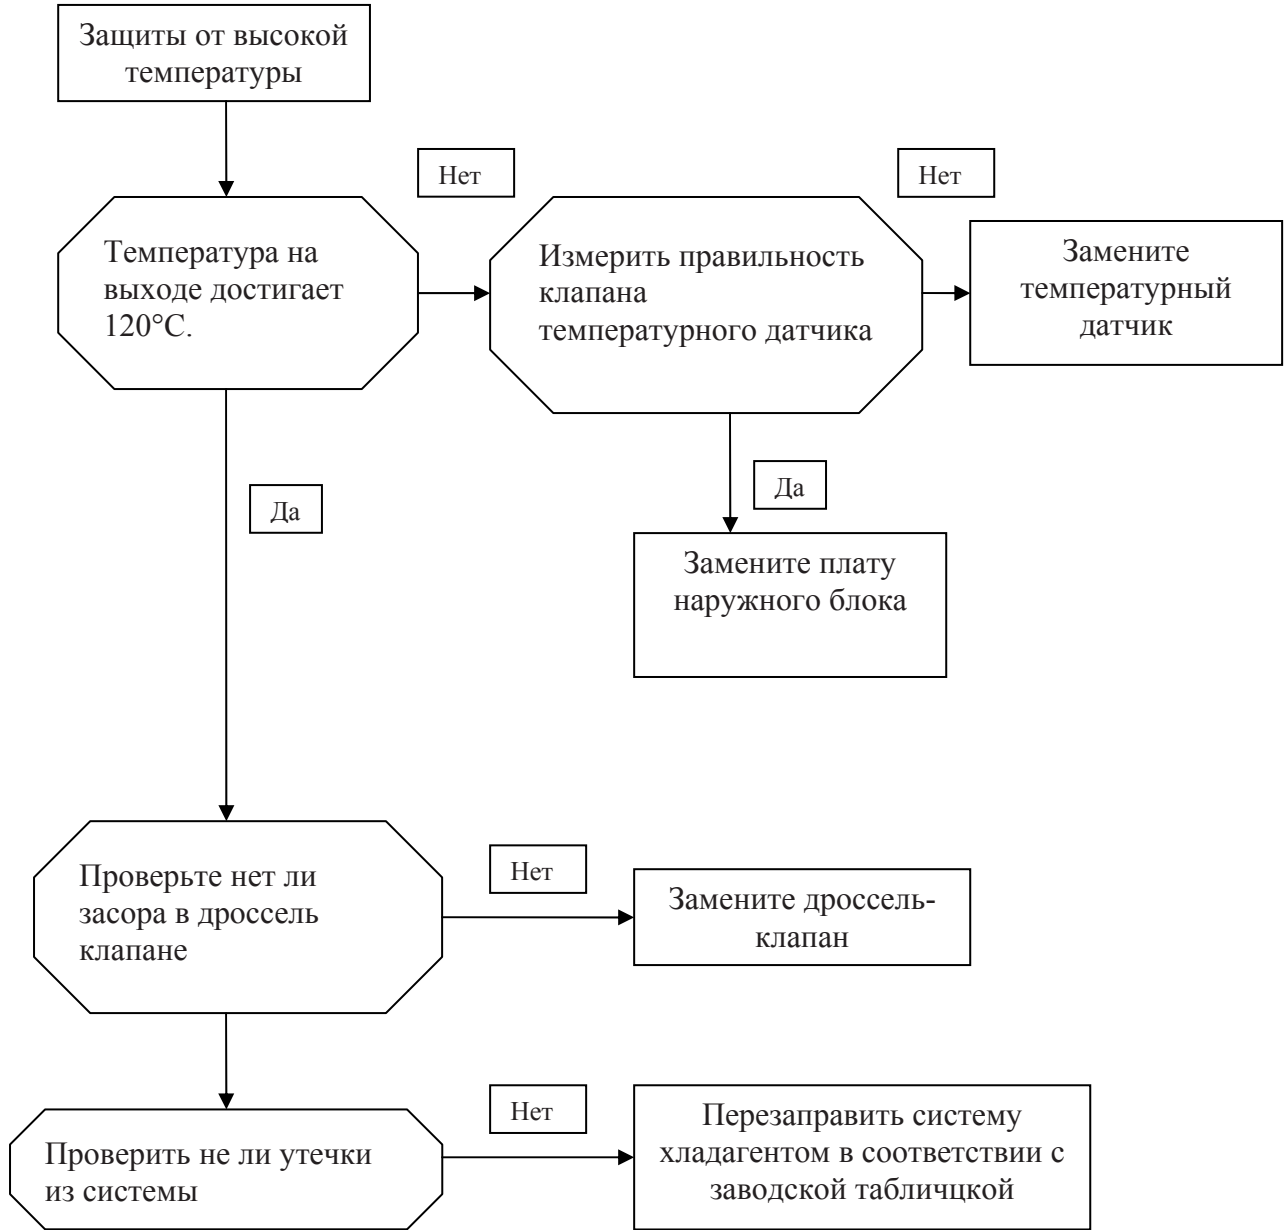 Защиты от высокой
температуры
Нет
Нет
Температура на
выходе достигает
120°С.
Измерить правильность
клапана
температурного датчика
Замените
температурный
датчик
Да
Да
Замените плату
наружного блока
Проверьте нет ли
засора в дроссель
клапане
Нет
Замените дроссель-
клапан
Проверить не ли утечки
из системы
Нет
Перезаправить систему
хладагентом в соответствии с
заводской табличцкой